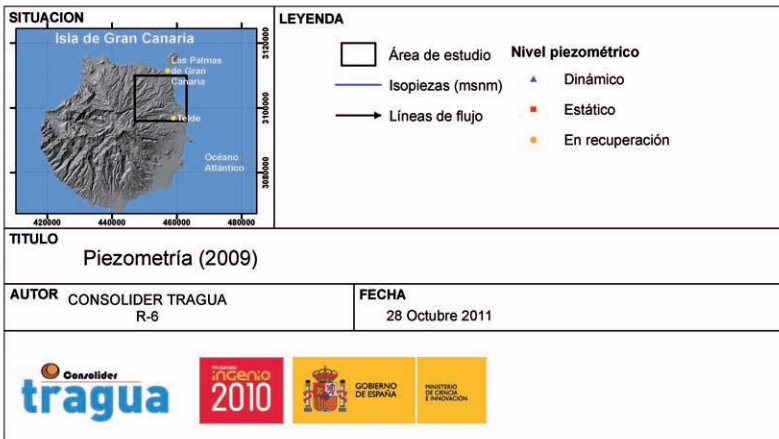 SITUACION
Isla de Gran Canaria
Las Palmas
de Gran
Canaria
Telde
Océano
Atlántico
3120000
3100000
3080000
420000 440000 460000 480000
LEYENDA
Área de estudio
Isopiezas (msnm)
Líneas de flujo
Nivel piezométrico
Dinámico
Estático
En recuperación
TITULO
Piezometría (2009)
AUTOR CONSOLIDER TRAGUA
R-6
FECHA
28 Octubre 2011
Consolider
tragua
PROGRAMA
ingenio
2010
GOBIERNO
DE ESPAÑA
MINISTERIO
DE CIENCIA
E INNOVACIÓN